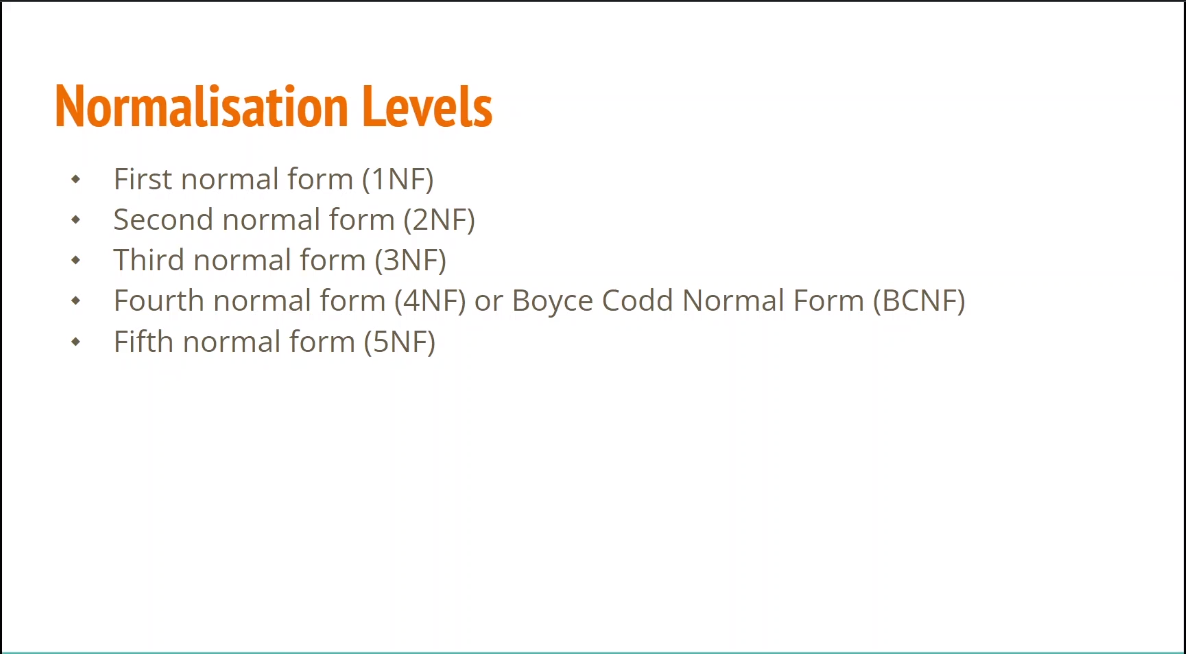 Normalisation Levels
First normal form (1NF)
Second normal form (2NF)
Third normal form (3NF)
Fourth normal form (4NF) or Boyce Codd Normal Form (BCNF)
Fifth normal form (5NF)